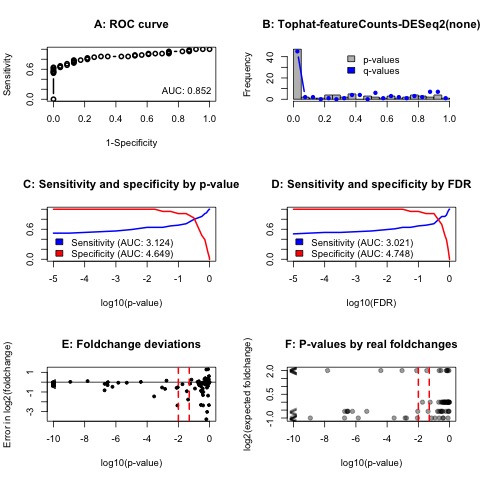 A: ROC curve
Sensitivity
0.0 0.6
AUC: 0.852
0.0 0.2 0.4 0.6 0.8 1.0
1-Specificity
B: Tophat-featureCounts-DESeq2(none)
Frequency
0 20 40
p-values
q-values
0.0 0.2 0.4 0.6 0.8 1.0
C: Sensitivity and specificity by p-value
0.0 0.6
Sensitivity (AUC: 3.124)
Specificity (AUC: 4.649)
-5 -4 -3 -2 -1 0
log10(p-value)
D: Sensitivity and specificity by FDR
0.0 0.6
Sensitivity (AUC: 3.021)
Specificity (AUC: 4.748)
-5 -4 -3 -2 -1 0
log10(FDR)
E: Foldchange deviations
Error in log2(foldchange)
-3 -1 1
-10 -8 -6 -4 -2 0
log10(p-value)
F: P-values by real foldchanges
log2(expected foldchange)
-1.0 0.5 2.0
-10 -8 -6 -4 -2 0
log10(p-value)